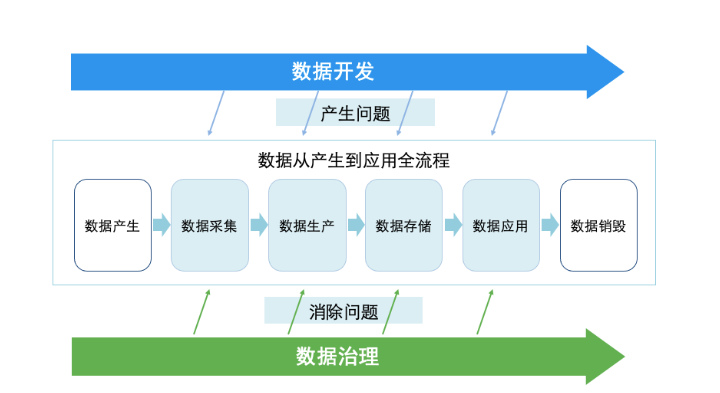 数据开发
产生问题
数据从产生到应用全流程
数据产生
数据采集
数据生产
数据存储
数据应用
数据销毁
消除问题
数据治理